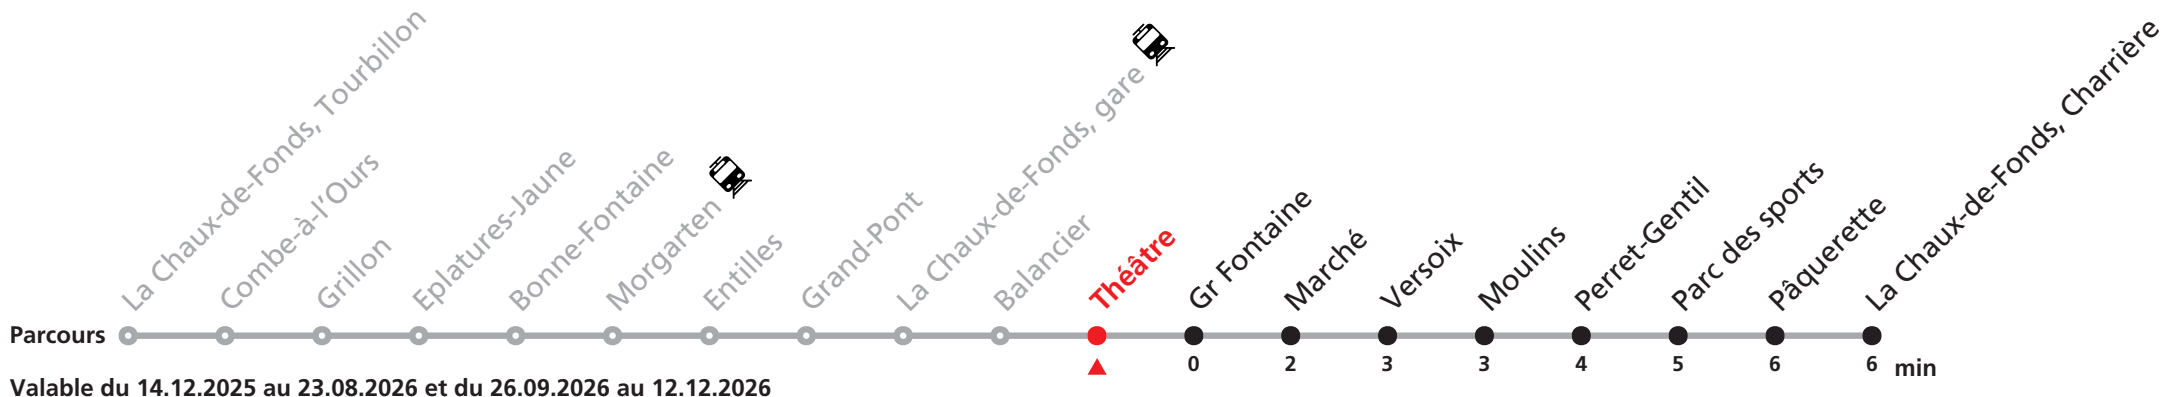 La Chaux-de-Fonds, Tourbillon
Combe-à-l'Ours
Grillon
Eplatures-Jaune
Bonne-Fontaine
Morgarten
Entilles
Grand-Pont
La Chaux-de-Fonds, gare
Balancier
Théâtre
Gr Fontaine
Marché
Versoix
Moulins
Perret-Gentil
Parc des sports
Pâquerette
La Chaux-de-Fonds, Charrière
Parcours
0 2 3 3 4 5 6 6 min
Valable du 14.12.2025 au 23.08.2026 et du 26.09.2026 au 12.12.2026